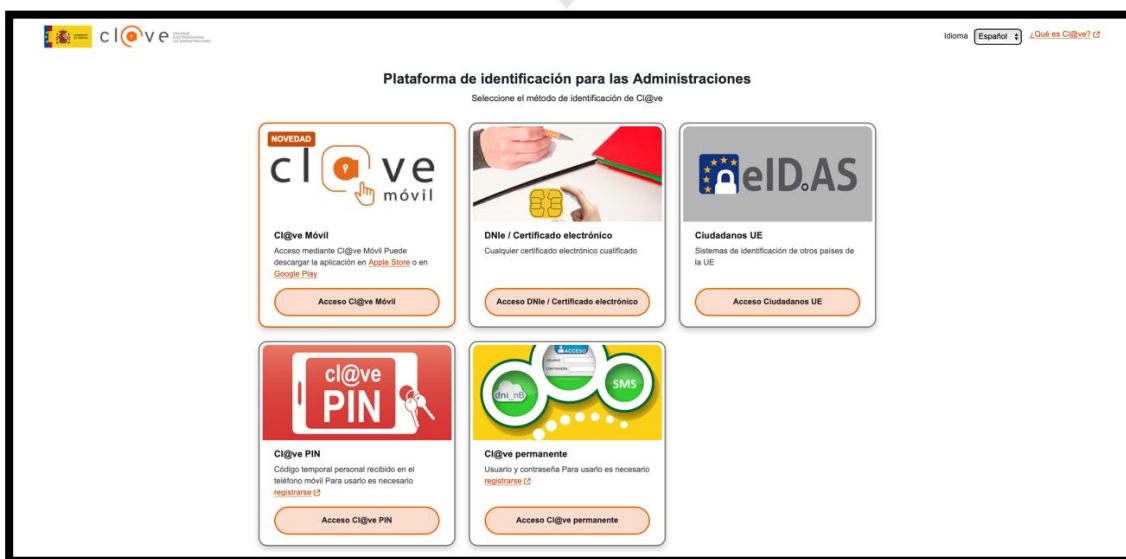 cl@ve
Idioma Español ¿Qué es Cl@ve?
Plataforma de identificación para las Administraciones
Seleccione el método de identificación de Cl@ve
NOVEDAD
cl@ve
móvil
Cl@ve Móvil
Acceso mediante Cl@ve Móvil Puede
descargar la aplicación en Apple Store o en
Google Play
Acceso Cl@ve Móvil
DNIe / Certificado electrónico
Cualquier certificado electrónico cualificado
Acceso DNIe / Certificado electrónico
eID.AS
Ciudadanos UE
Sistemas de identificación de otros países de
la UE
Acceso Ciudadanos UE
cl@ve
PIN
Cl@ve PIN
Código temporal personal recibido en el
teléfono móvil Para usarlo es necesario
registrarse
Acceso Cl@ve PIN
ACCESO
dni_nB
SMS
Cl@ve permanente
Usuario y contraseña Para usarlo es necesario
registrarse
Acceso Cl@ve permanente